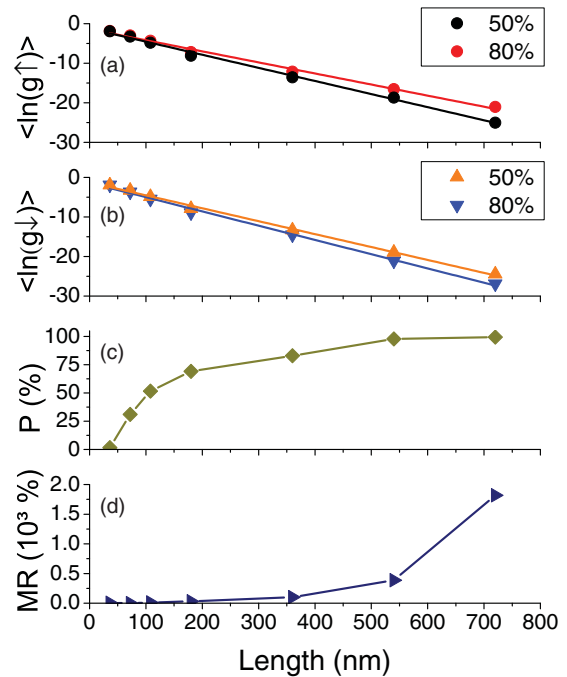 <ln(g↑)>
0
-10
-20
-30
(a)
50%
80%
<ln(g↓)>
0
-10
-20
-30
(b)
50%
80%
P (%)
100
75
50
25
0
(c)
MR (10³ %)
2.0
1.5
1.0
0.5
0.0
(d)
0 100 200 300 400 500 600 700 800
Length (nm)